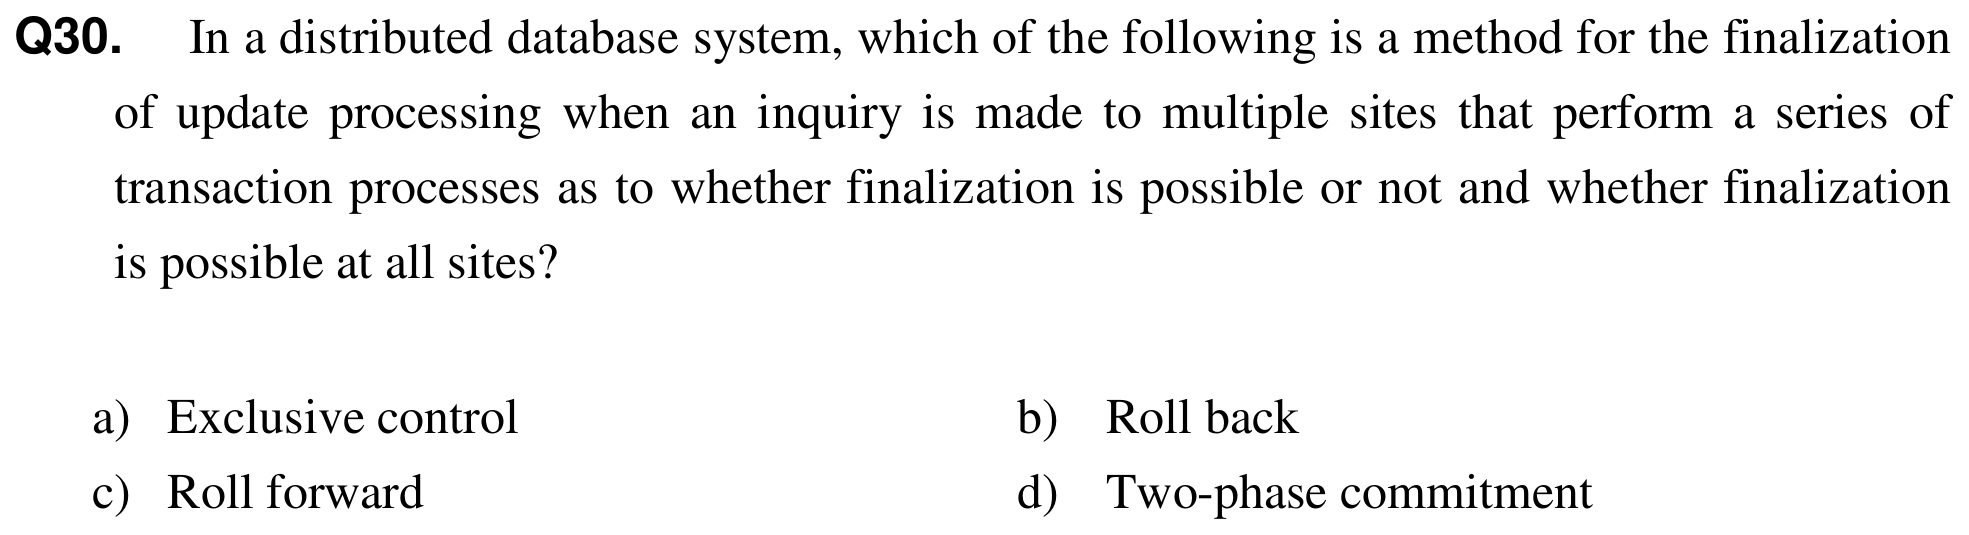 Q30. In a distributed database system, which of the following is a method for the finalization
of update processing when an inquiry is made to multiple sites that perform a series of
transaction processes as to whether finalization is possible or not and whether finalization
is possible at all sites?
a) Exclusive control b) Roll back
c) Roll forward d) Two-phase commitment